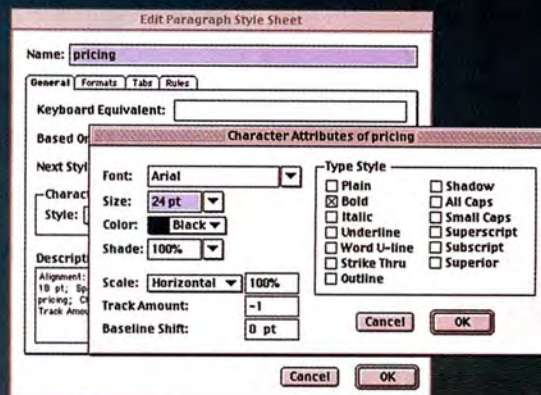 Edit Paragraph Style Sheet
Name: pricing
General Formats Tabs Rules
Keyboard Equivalent:
Based O
Next Styl
Charac
Style:
Descripti
Alignment:
18 pt; Sp
pricing; Ch
Track Amou
Cancel OK
Character Attributes of pricing
Font: Arial
Size: 24 pt
Color: Black
Shade: 100%
Scale: Horizontal 100%
Track Amount: -1
Baseline Shift: 0 pt
Type Style
Plain Shadow
Bold All Caps
Italic Small Caps
Underline Superscript
Word U-line Subscript
Strike Thru Superior
Outline
Cancel OK